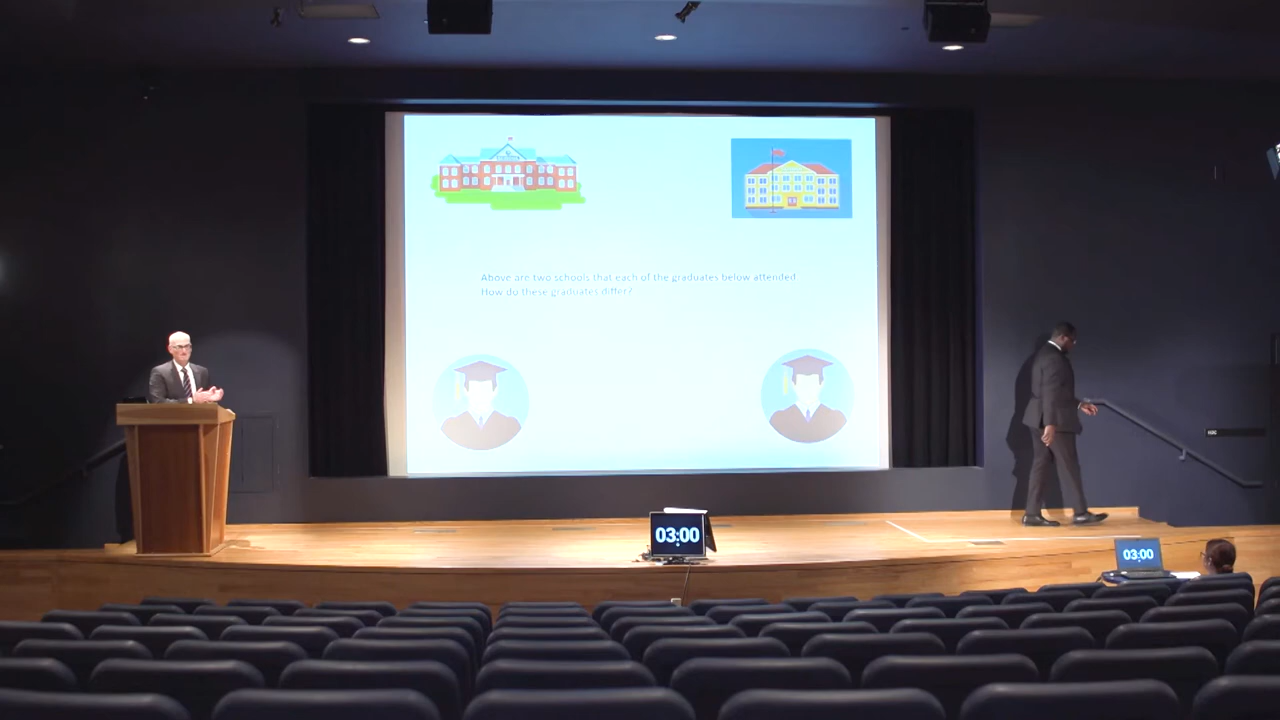 Above are two schools that each of the graduates below attended
How do these graduates differ?
03:00
03:00